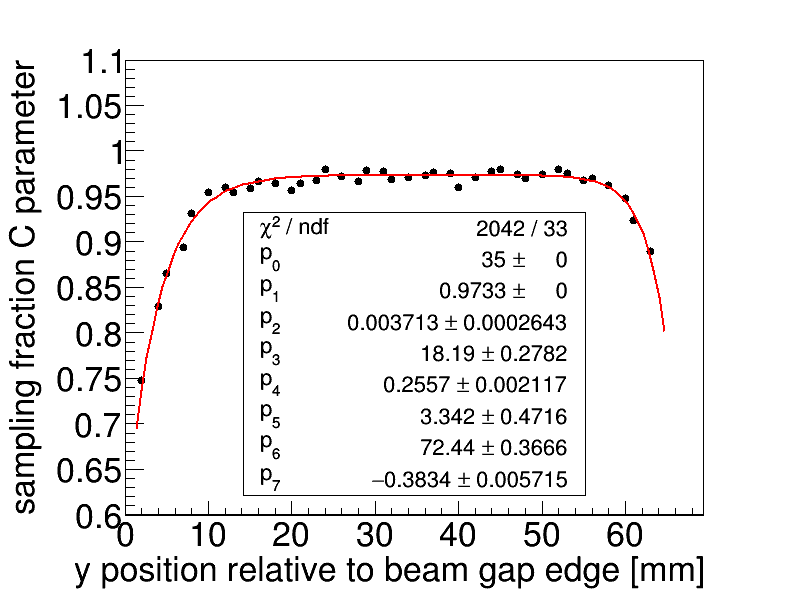 sampling fraction C parameter
1.1
1.05
1
0.95
0.9
0.85
0.8
0.75
0.7
0.65
0.6
χ² / ndf 2042 / 33
p₀ 35 ± 0
p₁ 0.9733 ± 0
p₂ 0.003713 ± 0.0002643
p₃ 18.19 ± 0.2782
p₄ 0.2557 ± 0.002117
p₅ 3.342 ± 0.4716
p₆ 72.44 ± 0.3666
p₇ −0.3834 ± 0.005715
0 10 20 30 40 50 60
y position relative to beam gap edge [mm]